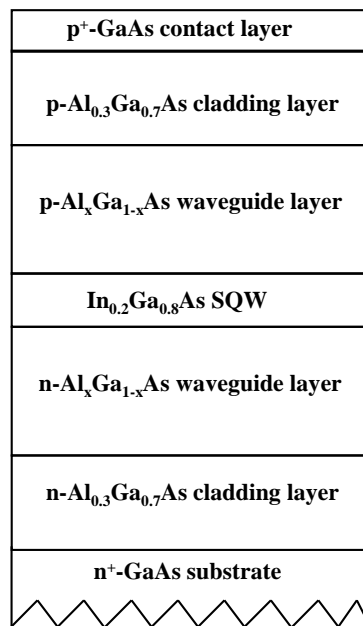 p⁺-GaAs contact layer
p-Al₀.₃Ga₀.₇As cladding layer
p-AlₓGa₁₋ₓAs waveguide layer
In₀.₂Ga₀.₈As SQW
n-AlₓGa₁₋ₓAs waveguide layer
n-Al₀.₃Ga₀.₇As cladding layer
n⁺-GaAs substrate